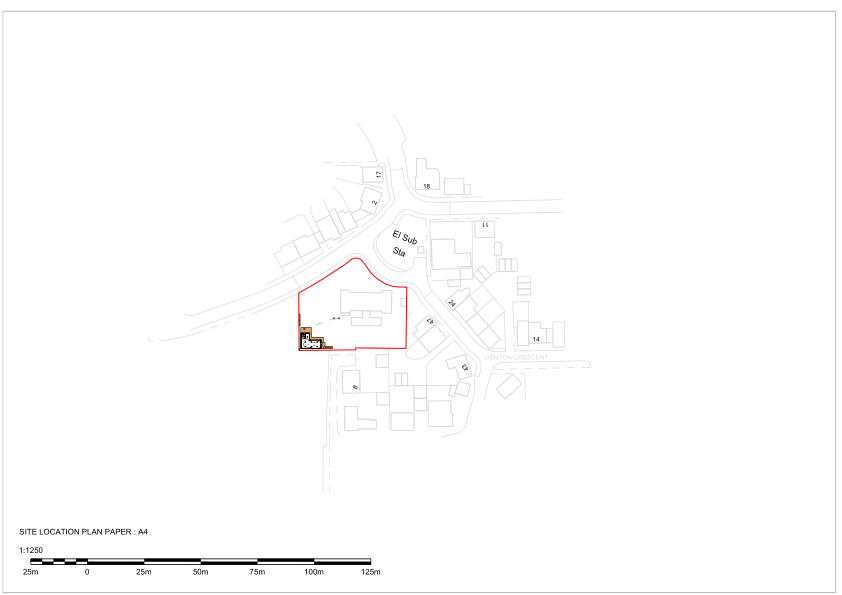 17
18
2
11
El Sub
Sta
24
47
14
DENTON CRESCENT
43
8
SITE LOCATION PLAN PAPER : A4
1:1250
25m 0 25m 50m 75m 100m 125m